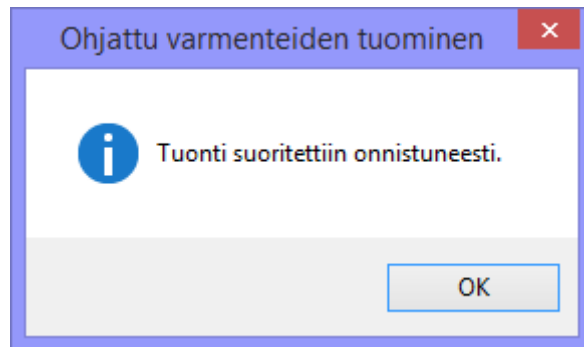 Ohjattu varmenteiden tuominen
Tuonti suoritettiin onnistuneesti.
OK